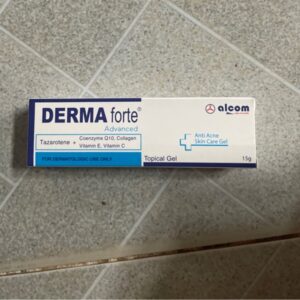 DERMA forte®
Advanced
Tazarotene + Coenzyme Q10, Collagen
Vitamin E, Vitamin C
FOR DERMATOLOGIC USE ONLY
Topical Gel
alcom
Anti Acne
Skin Care Gel
15g